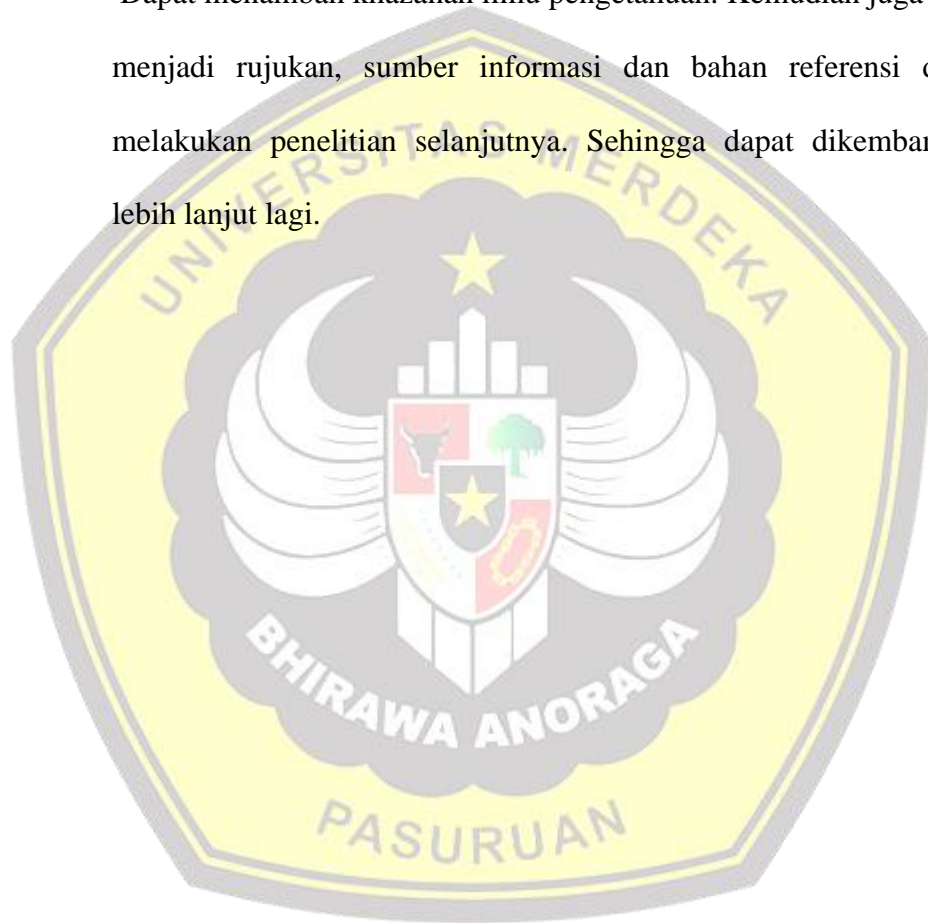 Dapat menambah khazanah ilmu pengetahuan. Kemudian juga
menjadi rujukan, sumber informasi dan bahan referensi
melakukan penelitian selanjutnya. Sehingga dapat
lebih lanjut lagi.
UNIVERSITAS MERDEKA
BHIRAWA ANORAGA
PASURUAN